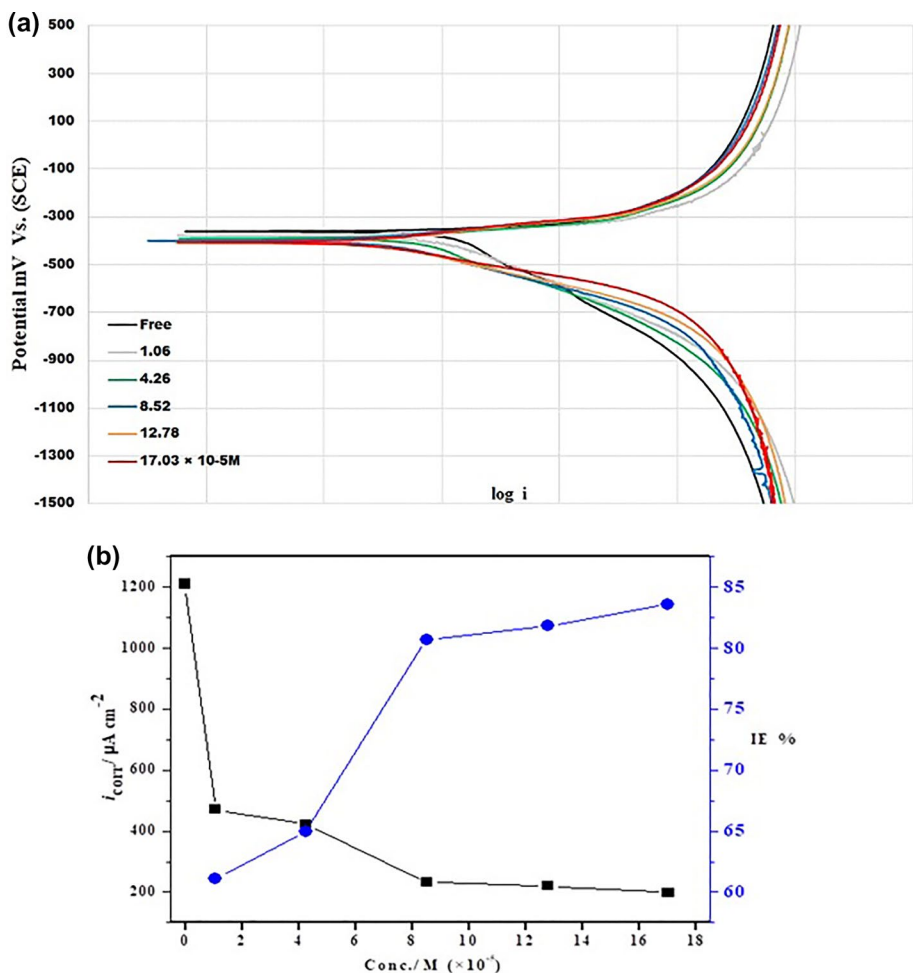 (a)
500
300
100
-100
-300
-500
-700
-900
-1100
-1300
-1500
Potential mV Vs. (SCE)
Free
1.06
4.26
8.52
12.78
17.03 × 10-5M
log i
(b)
1200
1000
800
600
400
200
i corr/ µA cm⁻²
85
80
75
70
65
60
IE %
0 2 4 6 8 10 12 14 16 18
Conc./ M (×10⁻⁵)